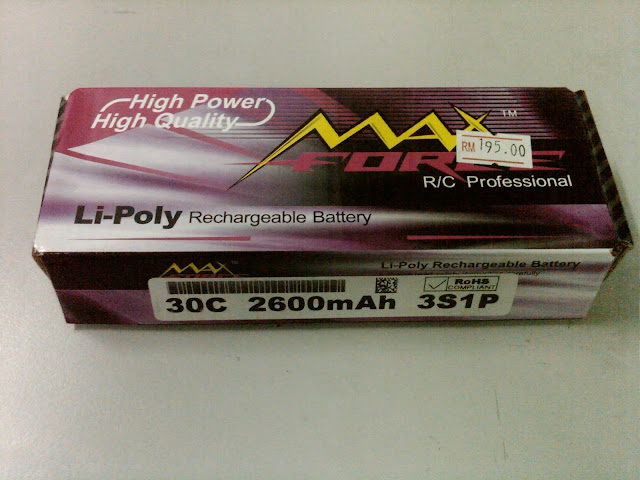 High Power
High Quality
MAX TM
FORCE
RM 195.00
R/C Professional
Li-Poly Rechargeable Battery
MAX
Li-Poly Rechargeable Battery
30C 2600mAh 3S1P
RoHS
COMPLIANT